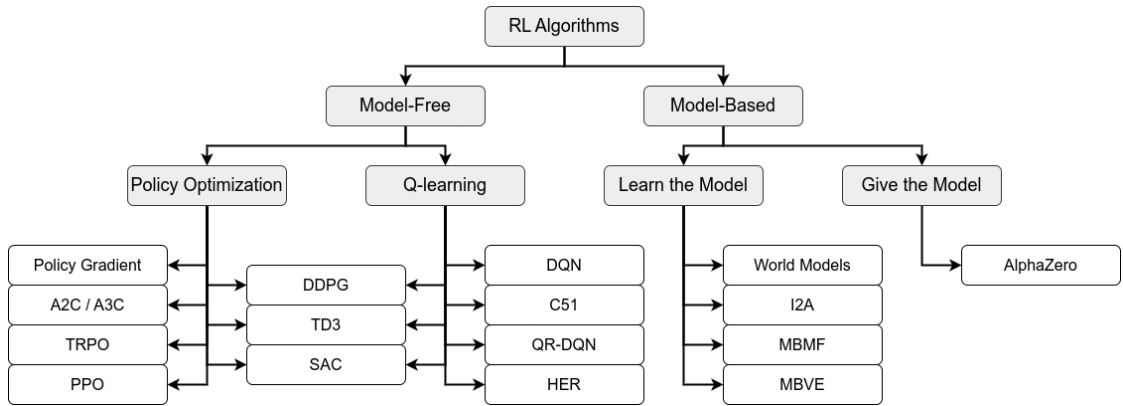 RL Algorithms
Model-Free
Model-Based
Policy Optimization
Q-learning
Learn the Model
Give the Model
Policy Gradient
A2C / A3C
TRPO
PPO
DDPG
TD3
SAC
DQN
C51
QR-DQN
HER
World Models
I2A
MBMF
MBVE
AlphaZero